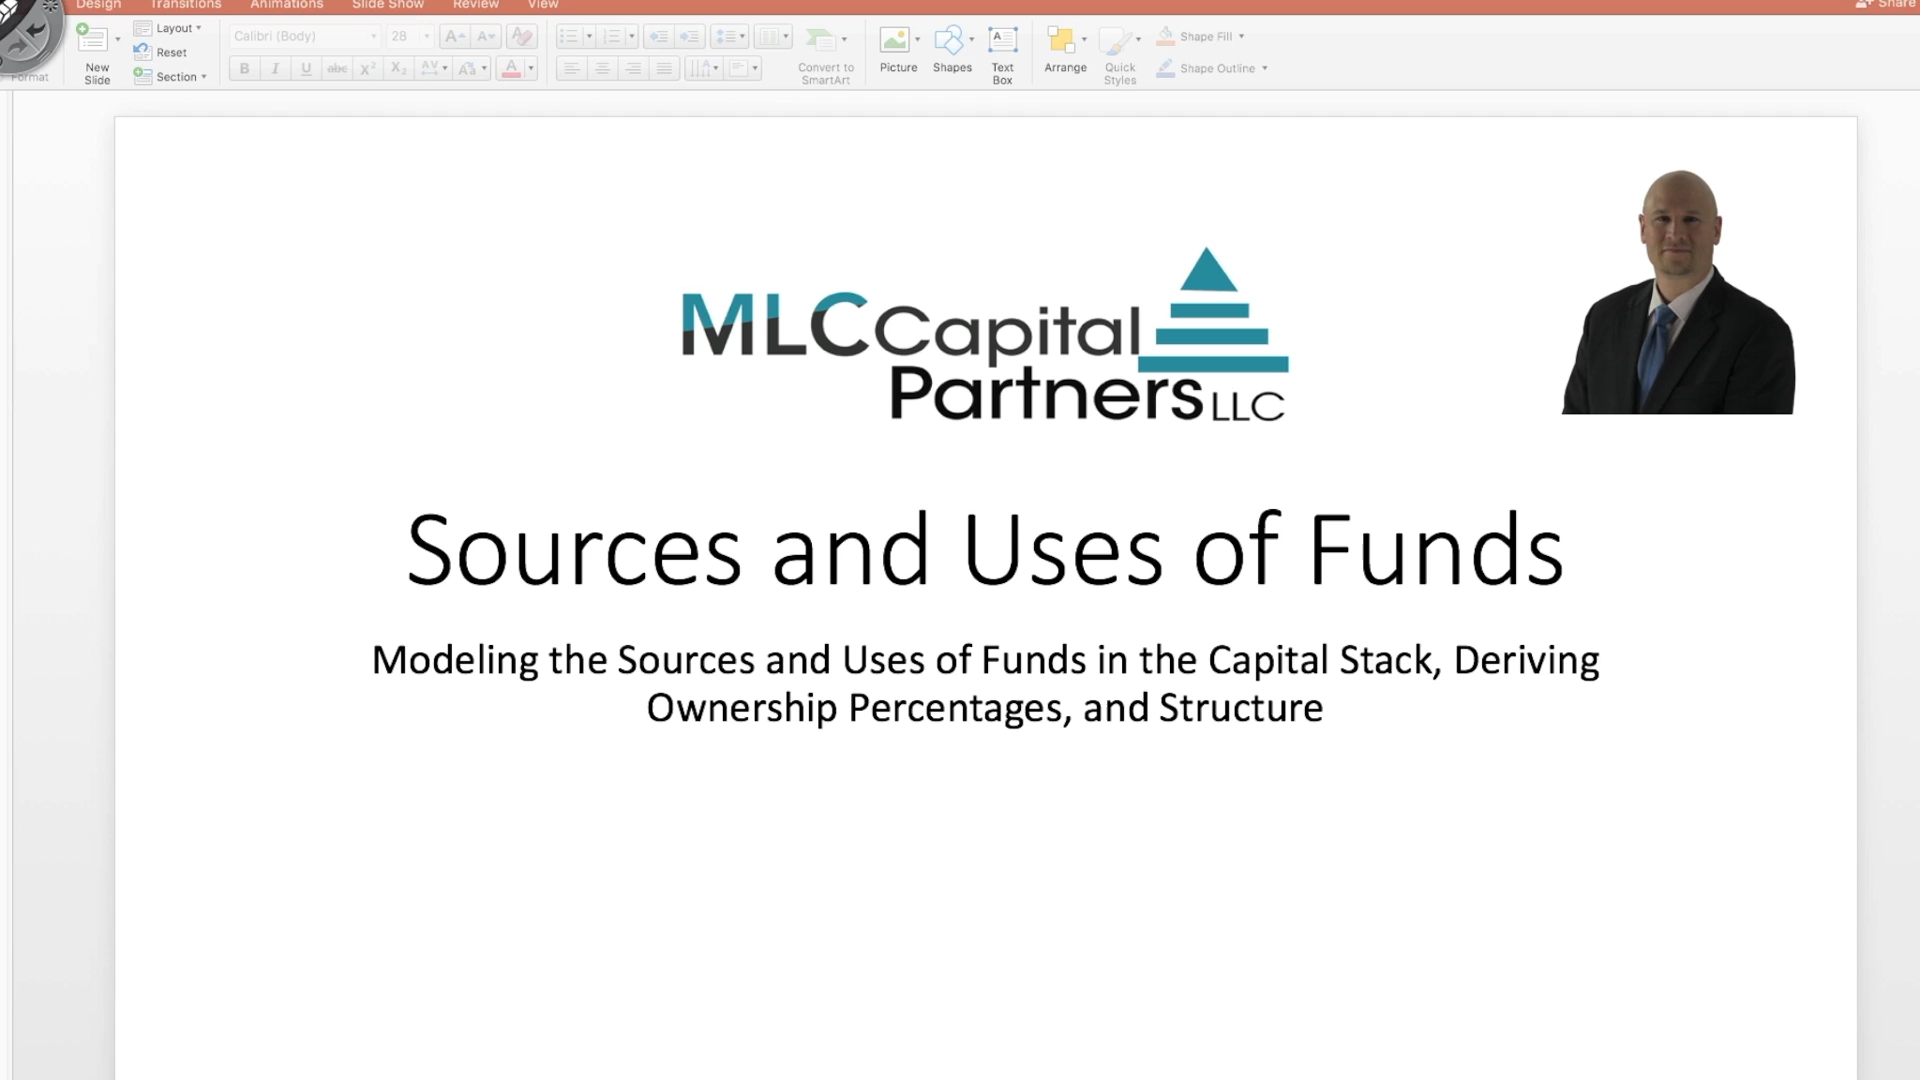 Design Transitions Animations Slide Show Review View Share
Layout Calibri (Body) 28 Shape Fill
Reset
Format New Slide Section B I U abc X² X₂ Convert to SmartArt Picture Shapes Text Box Arrange Quick Styles Shape Outline
MLC Capital
Partners LLC
Sources and Uses of Funds
Modeling the Sources and Uses of Funds in the Capital Stack, Deriving
Ownership Percentages, and Structure